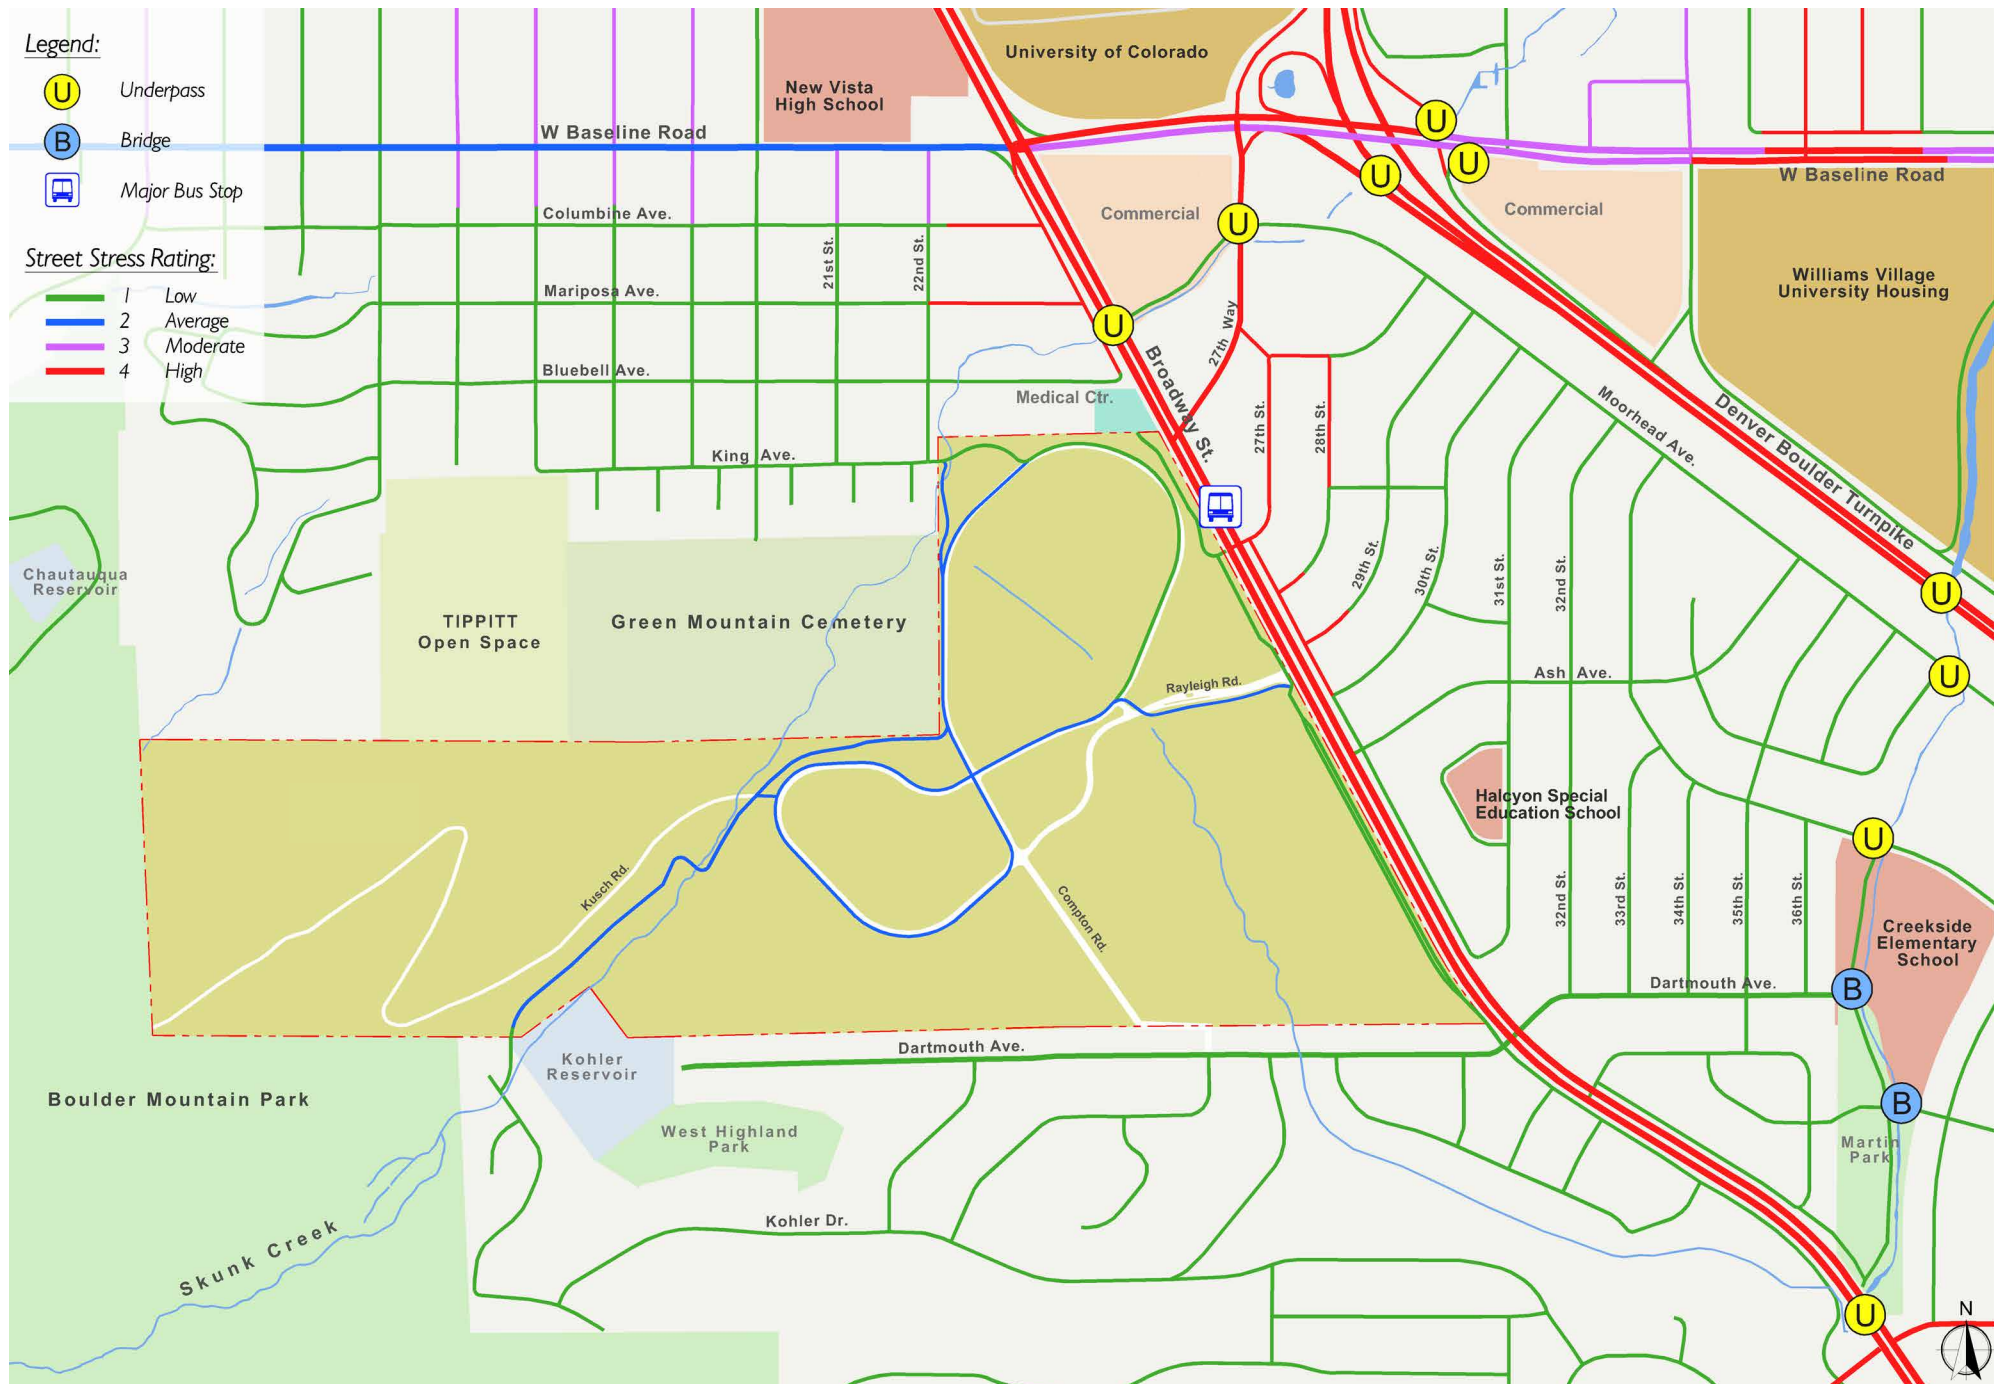 Legend:
U
Underpass
B
Bridge
Major Bus Stop
Street Stress Rating:
1 Low
2 Average
3 Moderate
4 High
University of Colorado
New Vista
High School
W Baseline Road
U
U
U
W Baseline Road
Commercial
Commercial
Columbine Ave.
21st St.
22nd St.
U
Williams Village
University Housing
Mariposa Ave.
U
27th Way
Broadway St.
Bluebell Ave.
Medical Ctr.
27th St.
28th St.
Moorhead Ave.
Denver Boulder Turnpike
King Ave.
Chautauqua
Reservoir
TIPPITT
Open Space
Green Mountain Cemetery
29th St.
30th St.
31st St.
32nd St.
U
U
Rayleigh Rd.
Ash Ave.
Halcyon Special
Education School
U
Kusch Rd.
Compton Rd.
32nd St.
33rd St.
34th St.
35th St.
36th St.
Creekside
Elementary
School
Dartmouth Ave.
B
Dartmouth Ave.
Kohler
Reservoir
Boulder Mountain Park
West Highland
Park
B
Martin
Park
Kohler Dr.
Skunk Creek
U
N